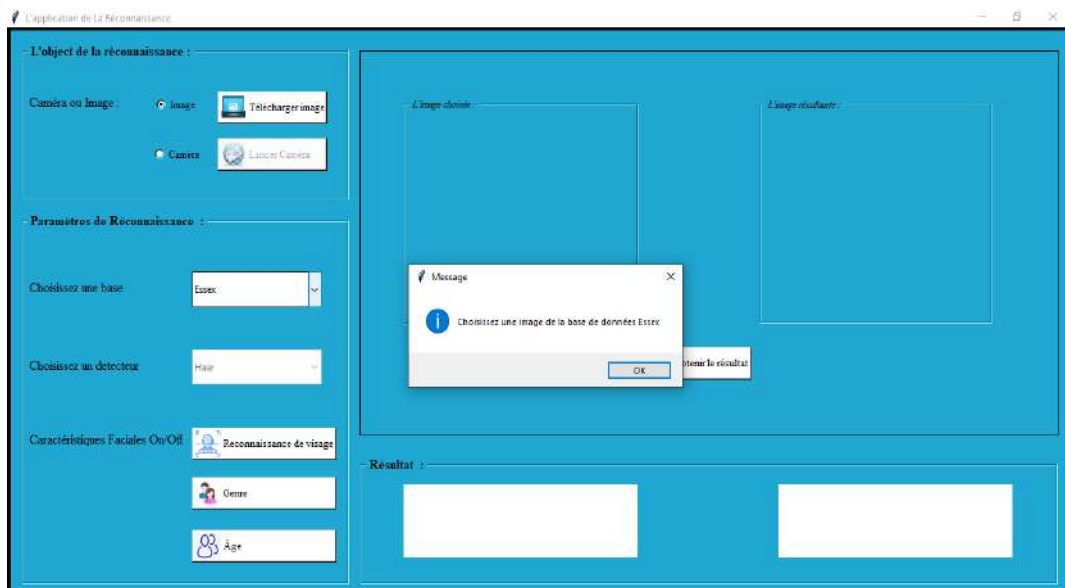 L'application de La Réconnaissance
L'object de la réconnaissance :
Caméra ou Image :
Image
Télécharger image
Caméra
Lancer Caméra
Paramètres de Réconnaissance :
Choisissez une base
Essex
Choisissez un detecteur
Haar
Caractéristiques Faciales On/Off
Reconnaissance de visage
Genre
Âge
L'image choisie :
L'image résultante :
Message
Choisissez une image de la base de données Essex
OK
le résultat
Résultat :